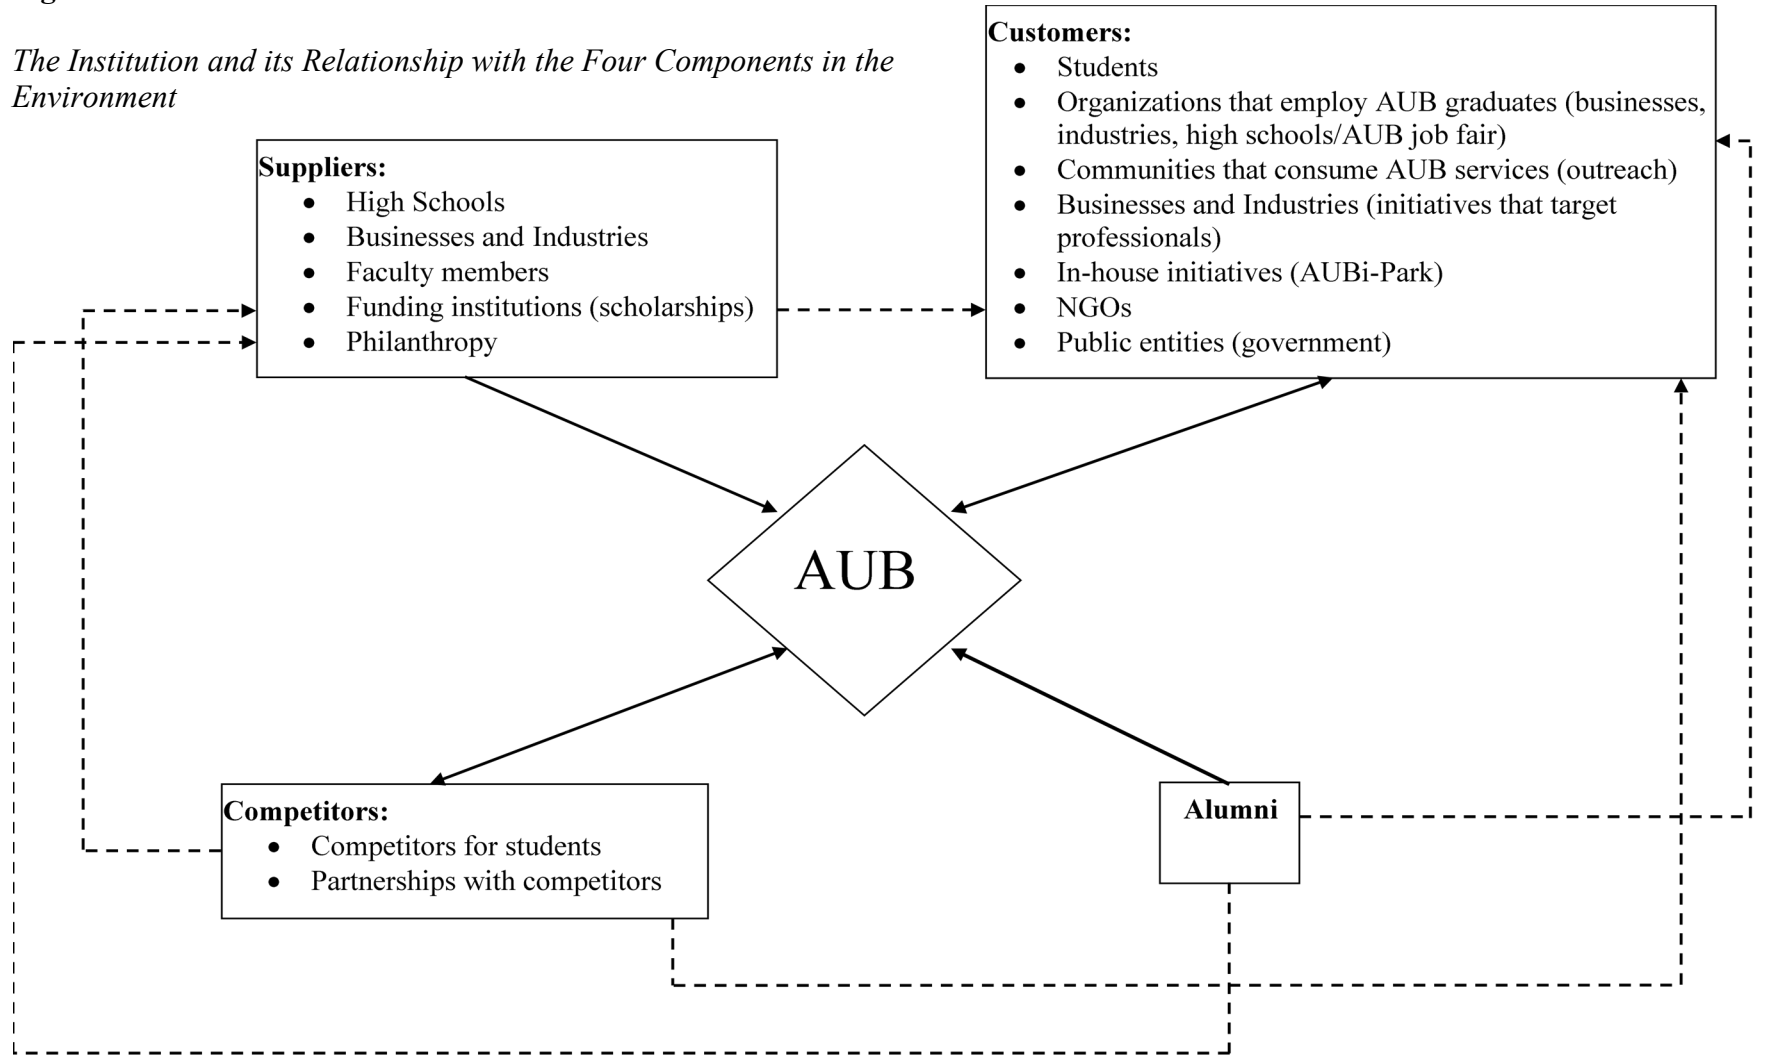 The Institution and its Relationship with the Four Components in the
Environment
Customers:
• Students
• Organizations that employ AUB graduates (businesses,
industries, high schools/AUB job fair)
• Communities that consume AUB services (outreach)
• Businesses and Industries (initiatives that target
professionals)
• In-house initiatives (AUBi-Park)
• NGOs
• Public entities (government)
Suppliers:
• High Schools
• Businesses and Industries
• Faculty members
• Funding institutions (scholarships)
• Philanthropy
AUB
Competitors:
• Competitors for students
• Partnerships with competitors
Alumni